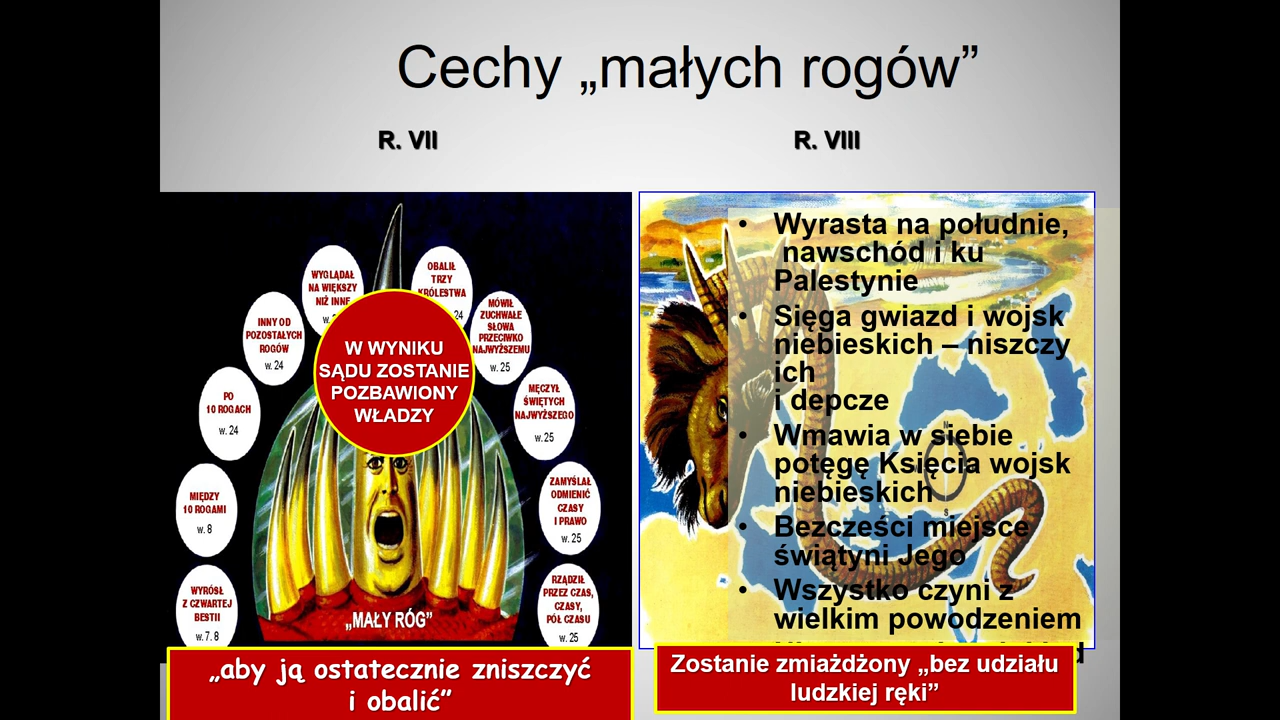 Cechy „małych rogów”
R. VII
R. VIII
WYRÓSŁ
Z CZWARTEJ
BESTII
w.7. 8
MIĘDZY
10 ROGAMI
w. 8
PO
10 ROGACH
w. 24
INNY OD
POZOSTAŁYCH
ROGÓW
w. 24
WYGLĄDAŁ
NA WIĘKSZY
NIŻ INNE
OBALIŁ
TRZY
KRÓLESTWA
24
MÓWIŁ
ZUCHWAŁE
SŁOWA
PRZECIWKO
NAJWYŻSZEMU
w. 25
MĘCZYŁ
ŚWIĘTYCH
NAJWYŻSZEGO
w. 25
ZAMYŚLAŁ
ODMIENIĆ
CZASY
I PRAWO
w. 25
RZĄDZIŁ
PRZEZ CZAS,
CZASY,
PÓŁ CZASU
w. 25
W WYNIKU
SĄDU ZOSTANIE
POZBAWIONY
WŁADZY
„MAŁY RÓG”
„aby ją ostatecznie zniszczyć
i obalić”
• Wyrasta na południe,
nawschód i ku
Palestynie
• Sięga gwiazd i wojsk
niebieskich – niszczy
ich
i depcze
• Wmawia w siebie
potęgę Księcia wojsk
niebieskich
• Bezcześci miejsce
świątyni Jego
• Wszystko czyni z
wielkim powodzeniem
Zostanie zmiażdżony „bez udziału
ludzkiej ręki”